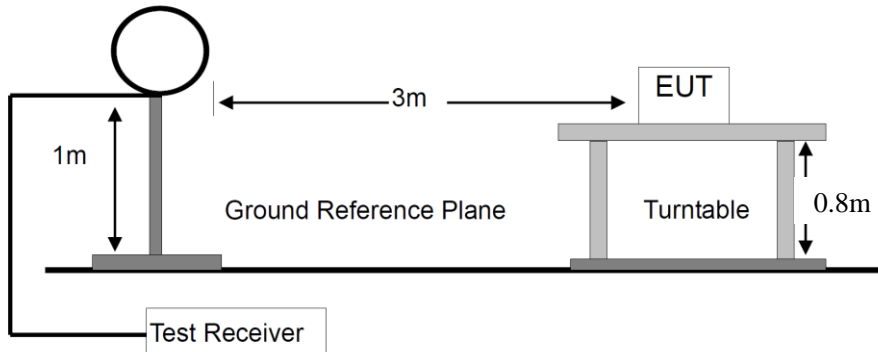 EUT
3m
1m
Ground Reference Plane
Turntable
0.8m
Test Receiver